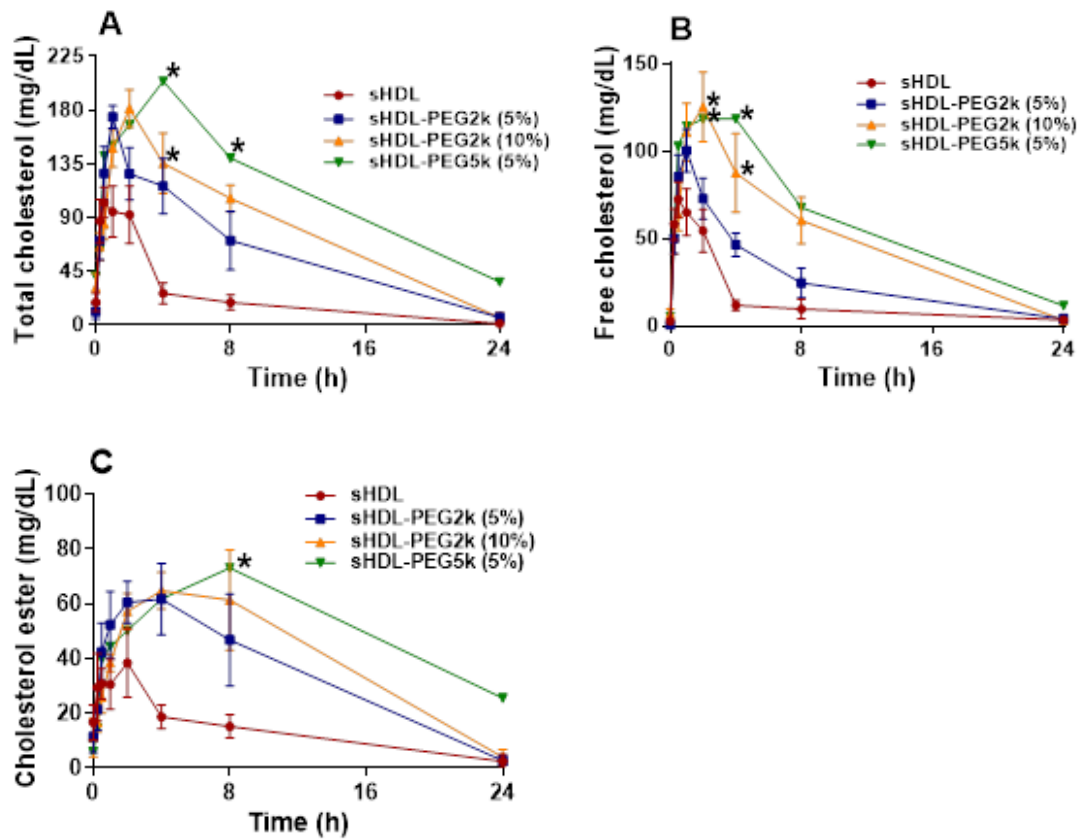 A
Total cholesterol (mg/dL)
225
180
135
90
45
0
* * *
sHDL
sHDL-PEG2k (5%)
sHDL-PEG2k (10%)
sHDL-PEG5k (5%)
0 8 16 24
Time (h)
B
Free cholesterol (mg/dL)
150
100
50
0
* * * *
sHDL
sHDL-PEG2k (5%)
sHDL-PEG2k (10%)
sHDL-PEG5k (5%)
0 8 16 24
Time (h)
C
Cholesterol ester (mg/dL)
100
80
60
40
20
0
*
sHDL
sHDL-PEG2k (5%)
sHDL-PEG2k (10%)
sHDL-PEG5k (5%)
0 8 16 24
Time (h)